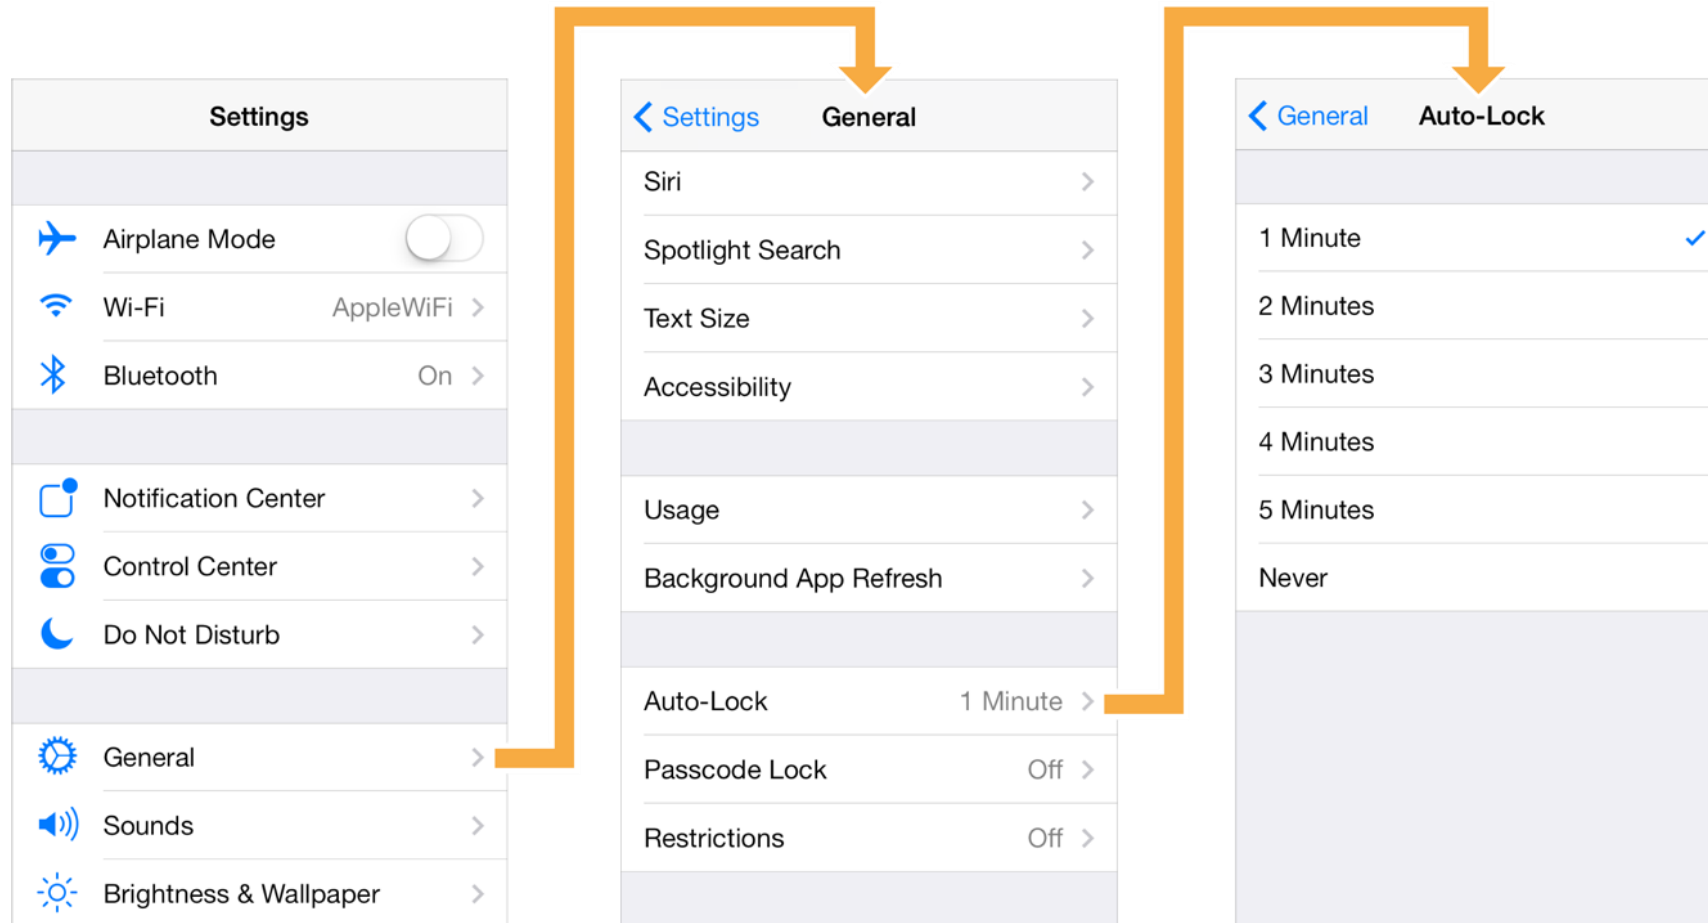 Settings
Airplane Mode
Wi-Fi AppleWiFi
Bluetooth On
Notification Center
Control Center
Do Not Disturb
General
Sounds
Brightness & Wallpaper
Settings General
Siri
Spotlight Search
Text Size
Accessibility
Usage
Background App Refresh
Auto-Lock 1 Minute
Passcode Lock Off
Restrictions Off
General Auto-Lock
1 Minute
2 Minutes
3 Minutes
4 Minutes
5 Minutes
Never